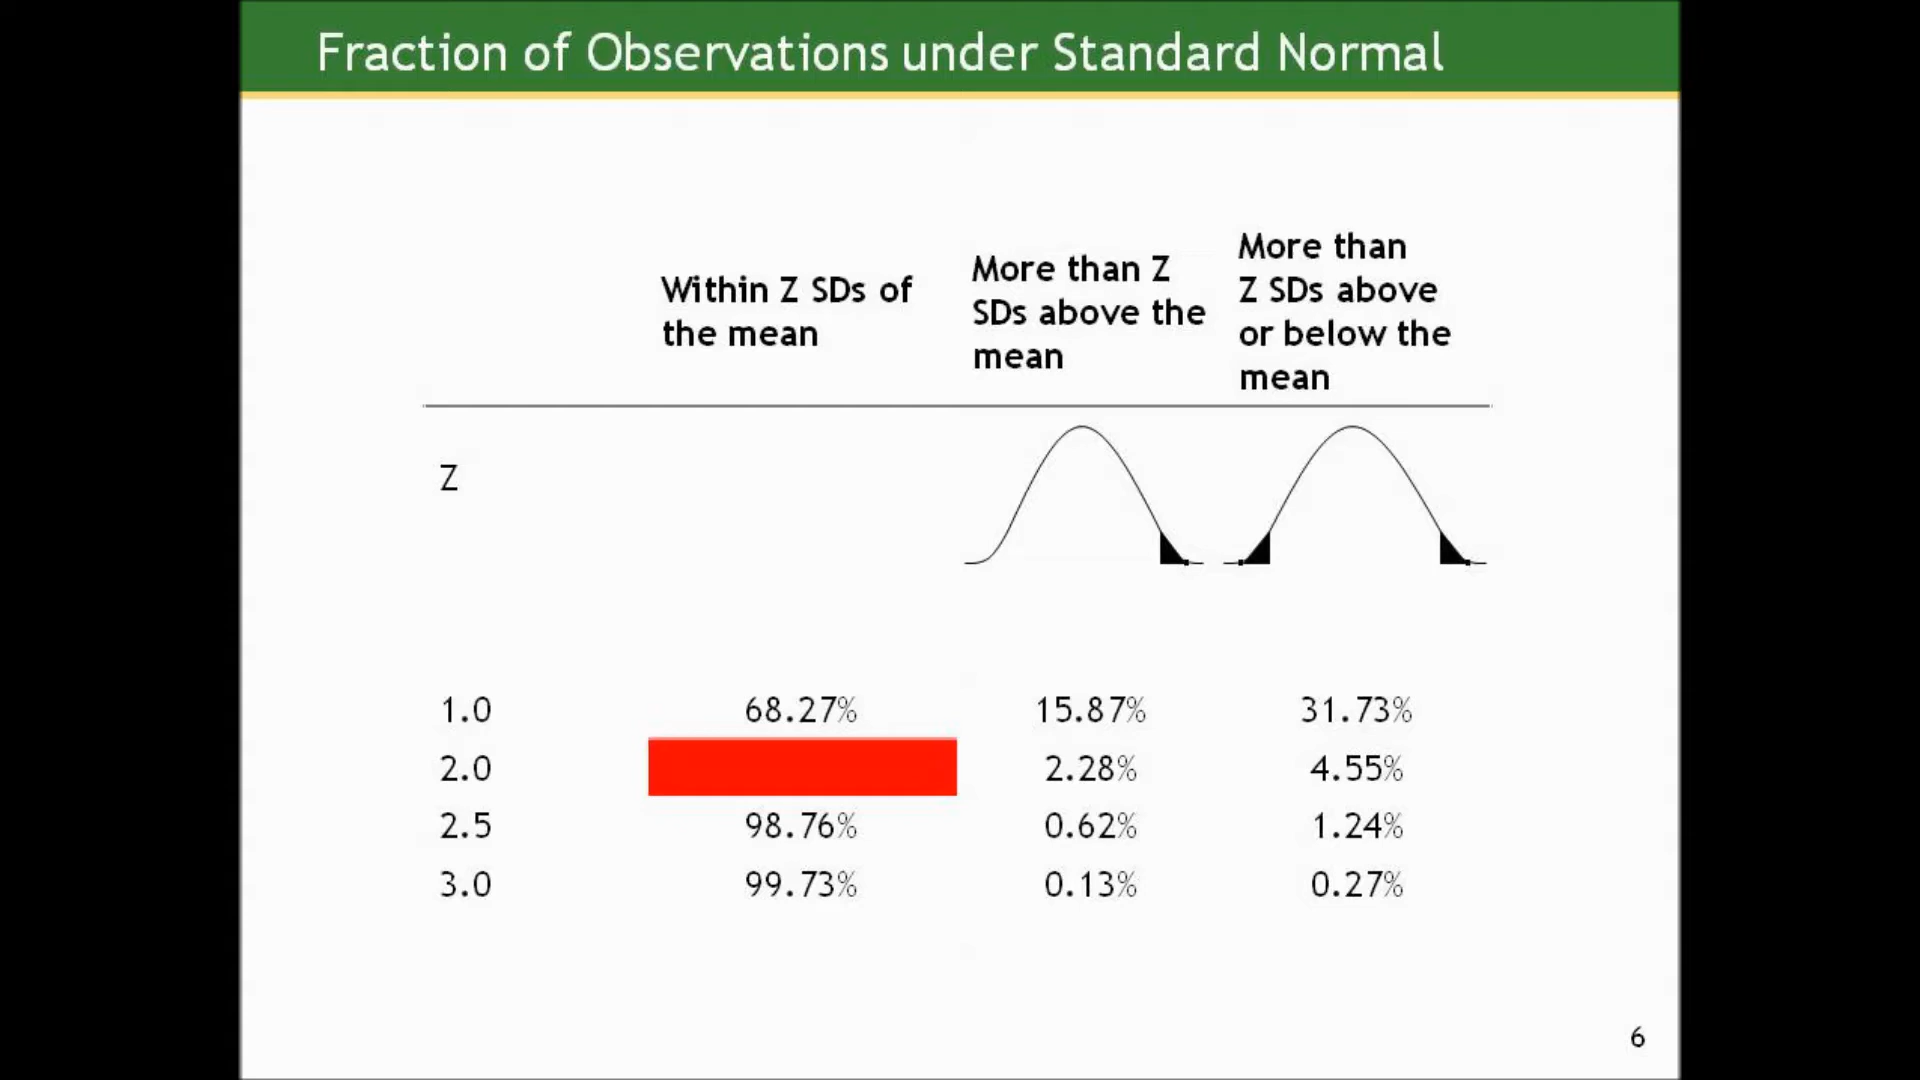 Fraction of Observations under Standard Normal
Within Z SDs of
the mean
More than Z
SDs above the
mean
More than
Z SDs above
or below the
mean
Z
1.0 68.27% 15.87% 31.73%
2.0 2.28% 4.55%
2.5 98.76% 0.62% 1.24%
3.0 99.73% 0.13% 0.27%
6